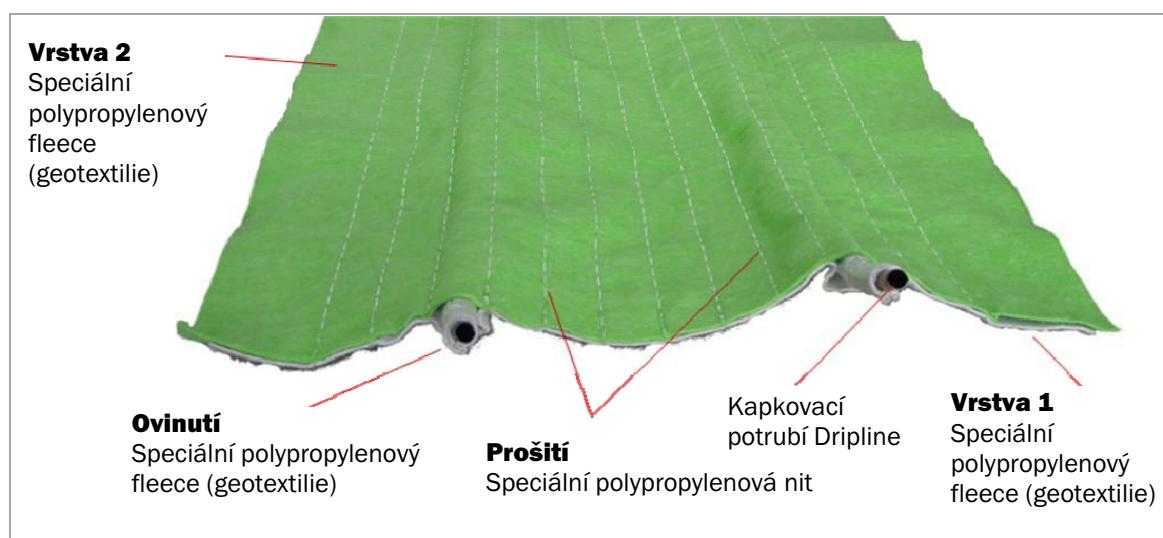 Vrstva 2
Speciální
polypropylenový
fleece
(geotextilie)
Ovinutí
Speciální polypropylenový
fleece (geotextilie)
Prošití
Speciální polypropylenová nit
Kapkovací
potrubí Dripline
Vrstva 1
Speciální
polypropylenový
fleece (geotextilie)